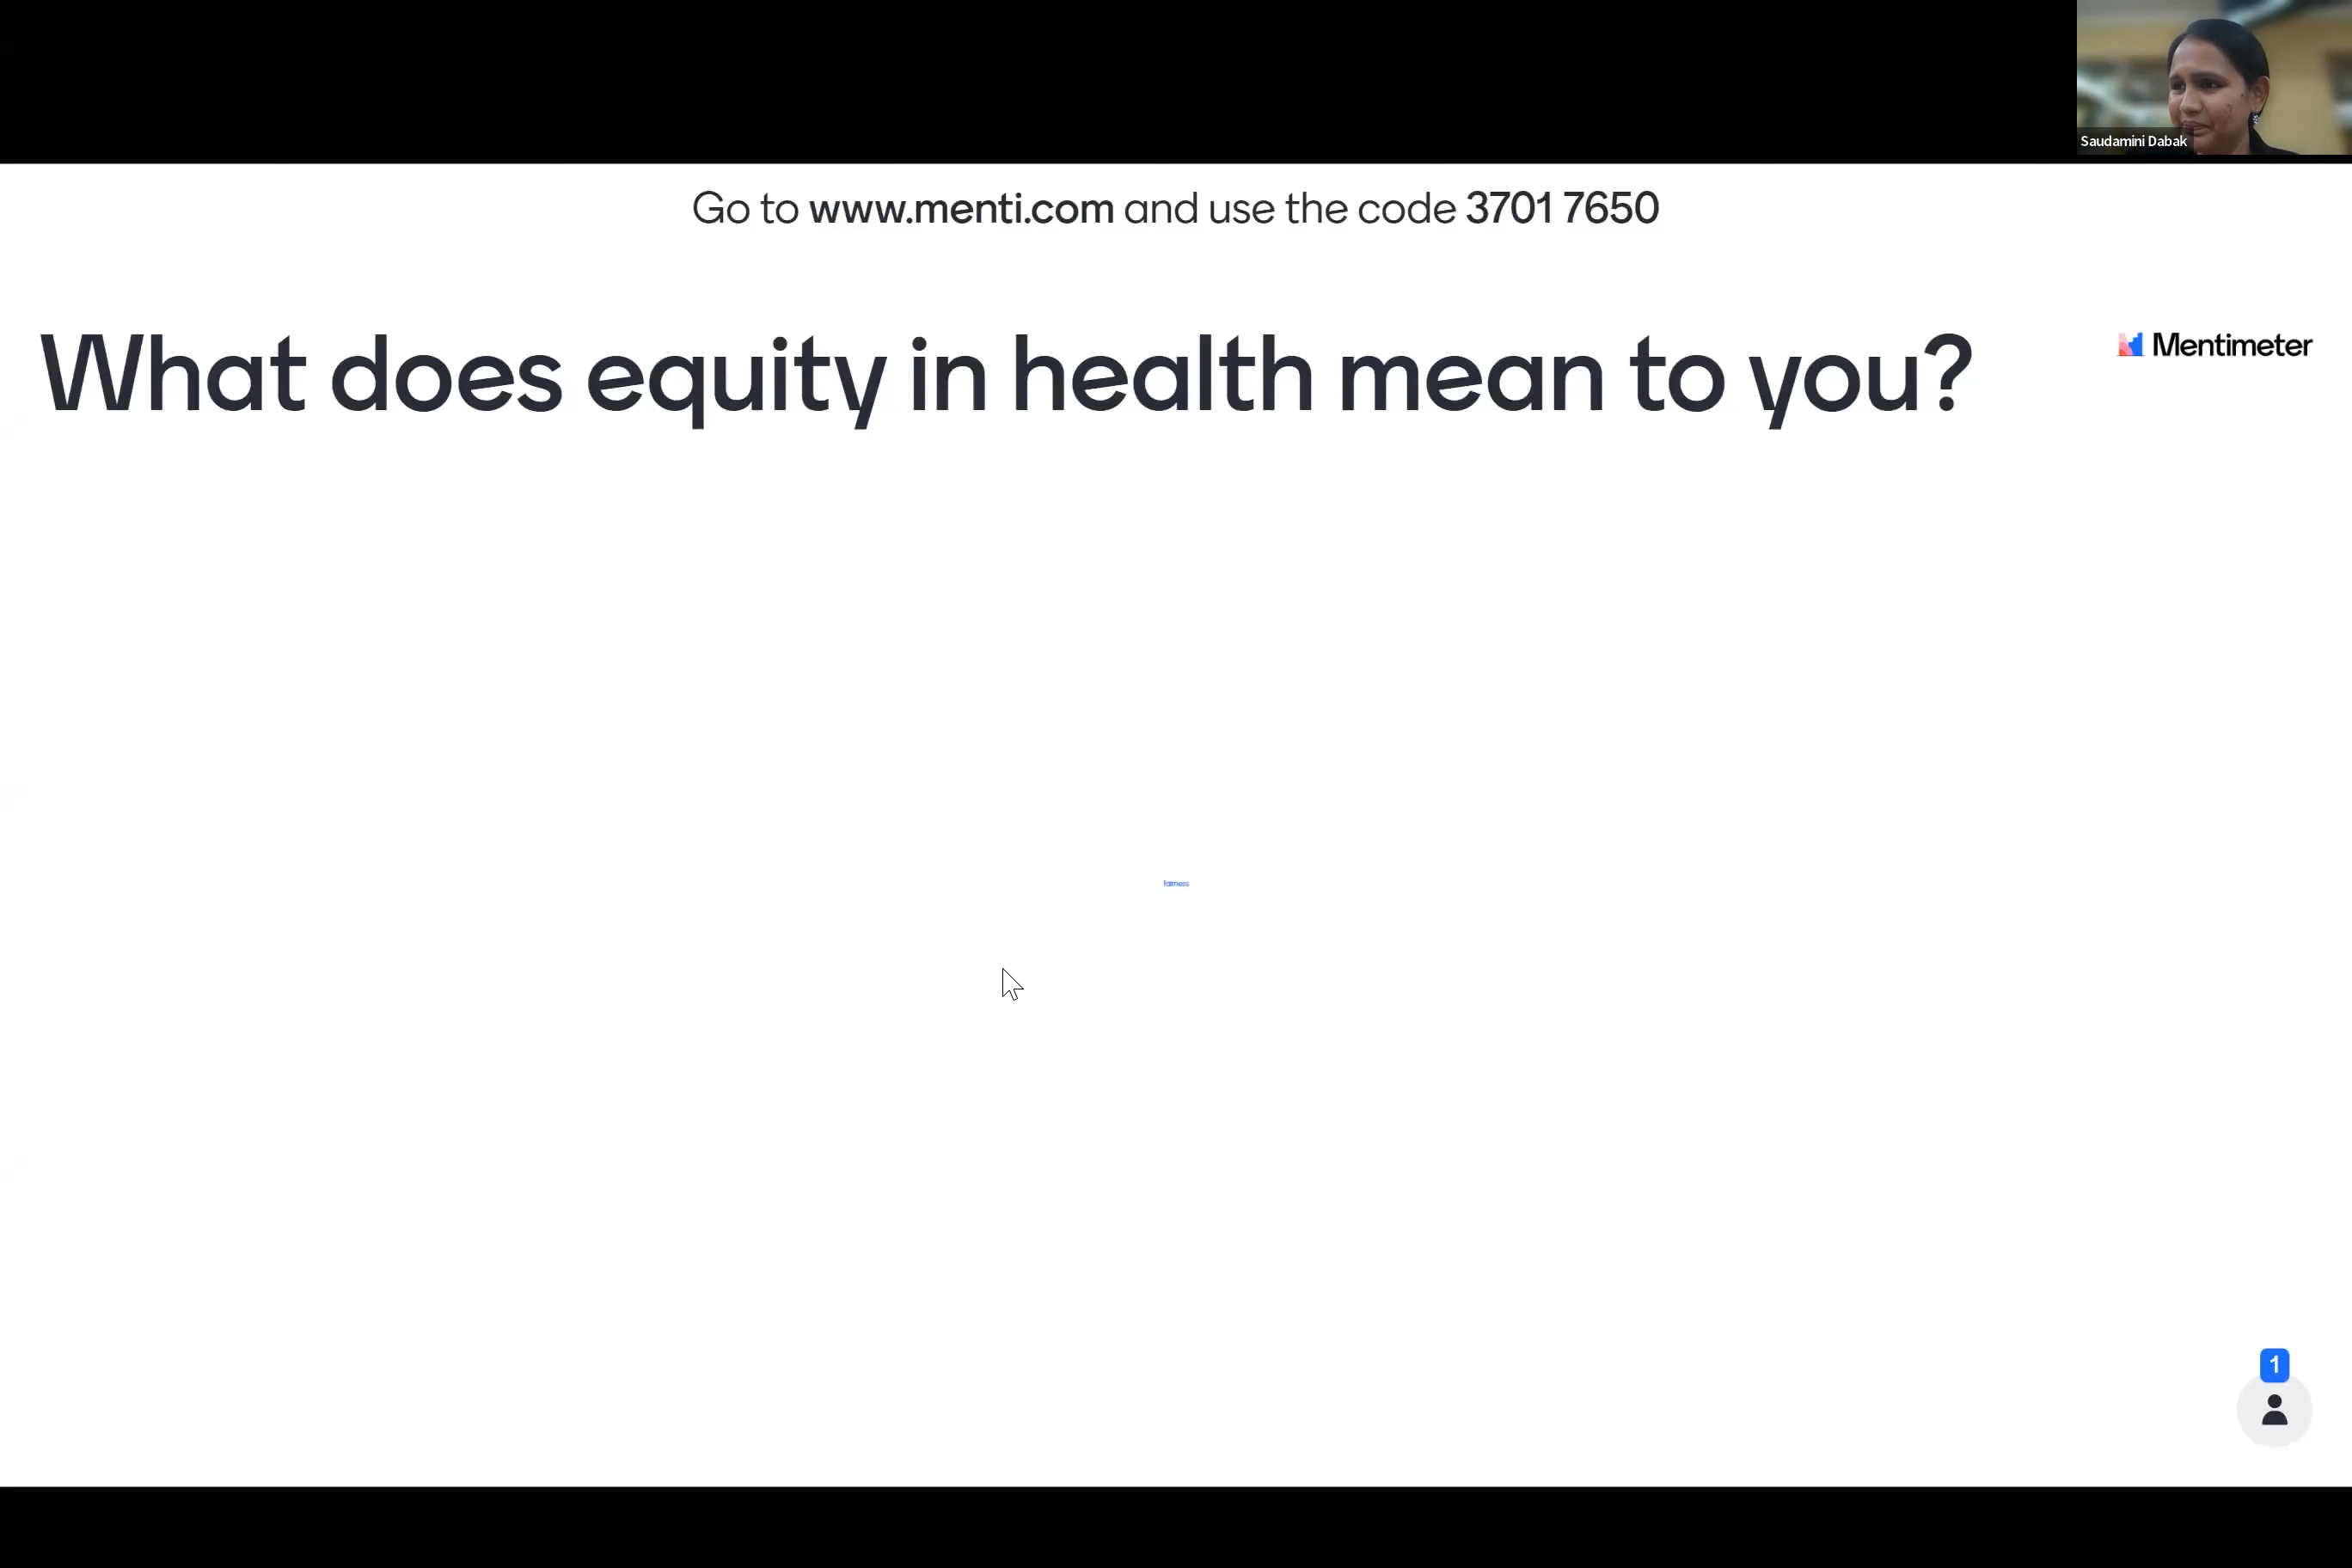 Saudamini Dabak
Go to www.menti.com and use the code 3701 7650
What does equity in health mean to you?
Mentimeter
fairness
1